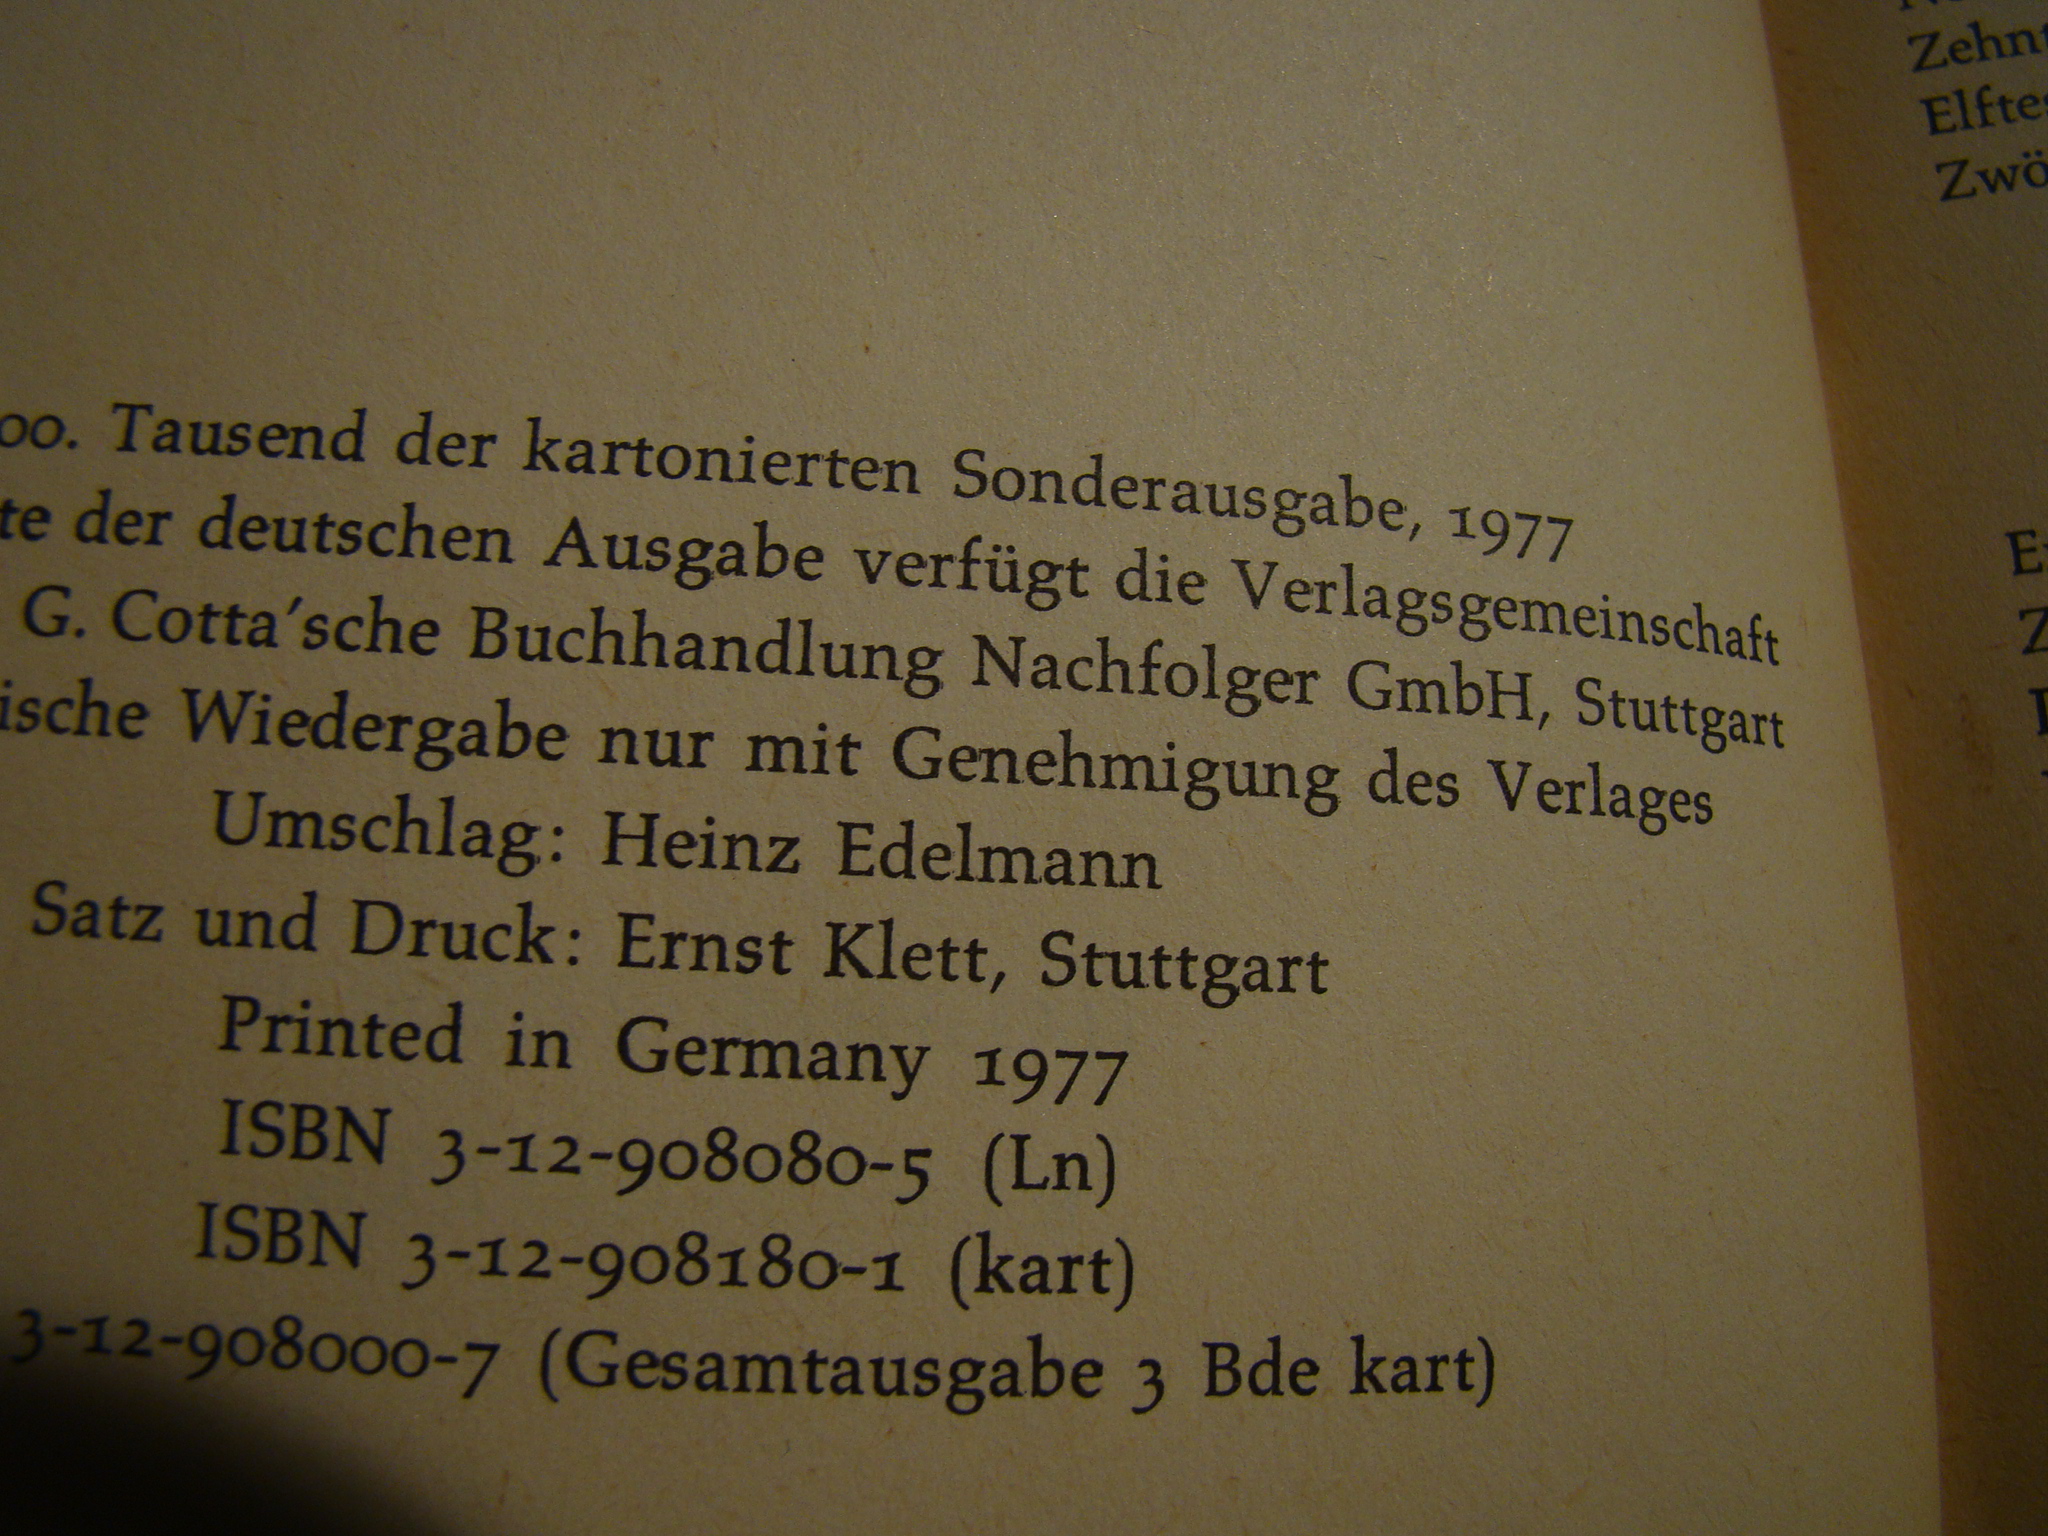 00. Tausend der kartonierten Sonderausgabe, 1977
te der deutschen Ausgabe verfügt die Verlagsgemeinschaft
G. Cotta'sche Buchhandlung Nachfolger GmbH, Stuttgart
ische Wiedergabe nur mit Genehmigung des Verlages
Umschlag: Heinz Edelmann
Satz und Druck: Ernst Klett, Stuttgart
Printed in Germany 1977
ISBN 3-12-908080-5 (Ln)
ISBN 3-12-908180-1 (kart)
3-12-908000-7 (Gesamtausgabe 3 Bde kart)
Zehnt
Elftes
Zwö